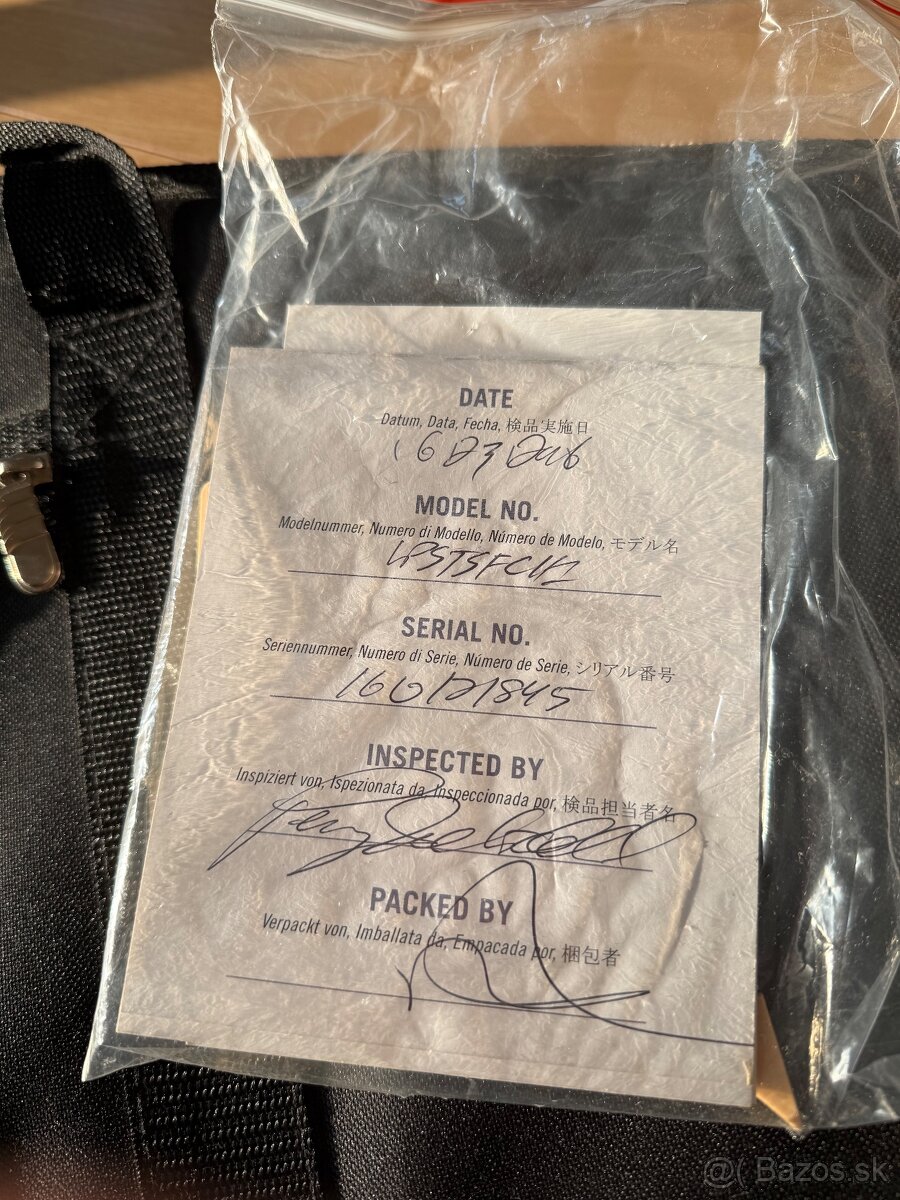 DATE
Datum, Data, Fecha, 検品実施日
MODEL NO.
Modelnummer, Numero di Modello, Número de Modelo, モデル名
LPSTSFCH1
SERIAL NO.
Seriennummer, Numero di Serie, Número de Serie, シリアル番号
160121845
INSPECTED BY
Inspiziert von, Ispezionata da, Inspeccionada por, 検品担当者名
PACKED BY
Verpackt von, Imballata da, Empacada por, 梱包者
Bazos.sk